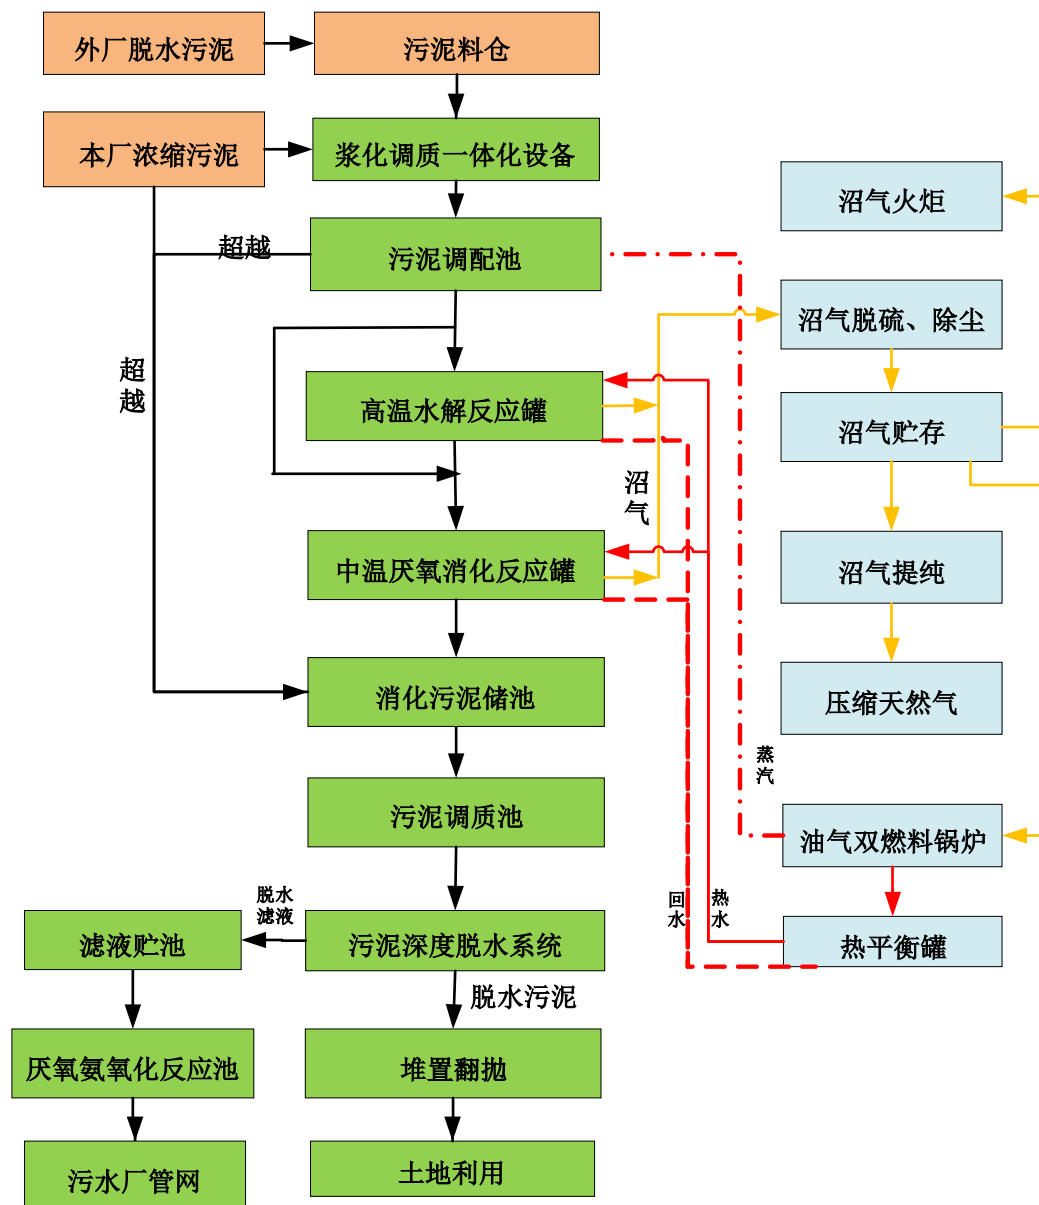 外厂脱水污泥
污泥料仓
本厂浓缩污泥
浆化调质一体化设备
沼气火炬
超越
污泥调配池
沼气脱硫、除尘
超
越
高温水解反应罐
沼气贮存
沼
气
中温厌氧消化反应罐
沼气提纯
消化污泥储池
压缩天然气
蒸
汽
污泥调质池
油气双燃料锅炉
脱水
滤液
回
水
热
水
滤液贮池
污泥深度脱水系统
热平衡罐
脱水污泥
厌氧氨氧化反应池
堆置翻抛
污水厂管网
土地利用